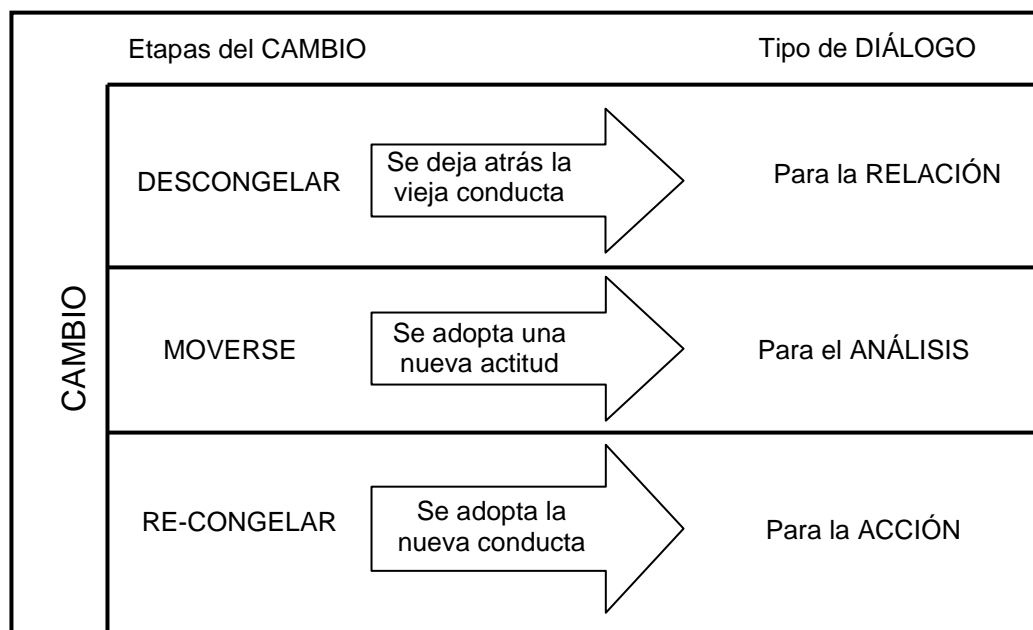 Etapas del CAMBIO
Tipo de DIÁLOGO
CAMBIO
DESCONGELAR
Se deja atrás la
vieja conducta
Para la RELACIÓN
MOVERSE
Se adopta una
nueva actitud
Para el ANÁLISIS
RE-CONGELAR
Se adopta la
nueva conducta
Para la ACCIÓN